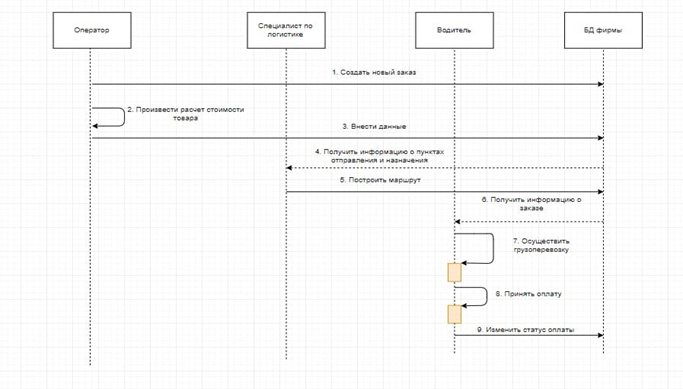 Оператор
Специалист по
логистике
Водитель
БД фирмы
1. Создать новый заказ
2. Произвести расчет стоимости
товара
3. Внести данные
4. Получить информацию о пунктах
отправления и назначения
5. Построить маршрут
6. Получить информацию о
заказе
7. Осуществить
грузоперевозку
8. Принять оплату
9. Изменить статус оплаты